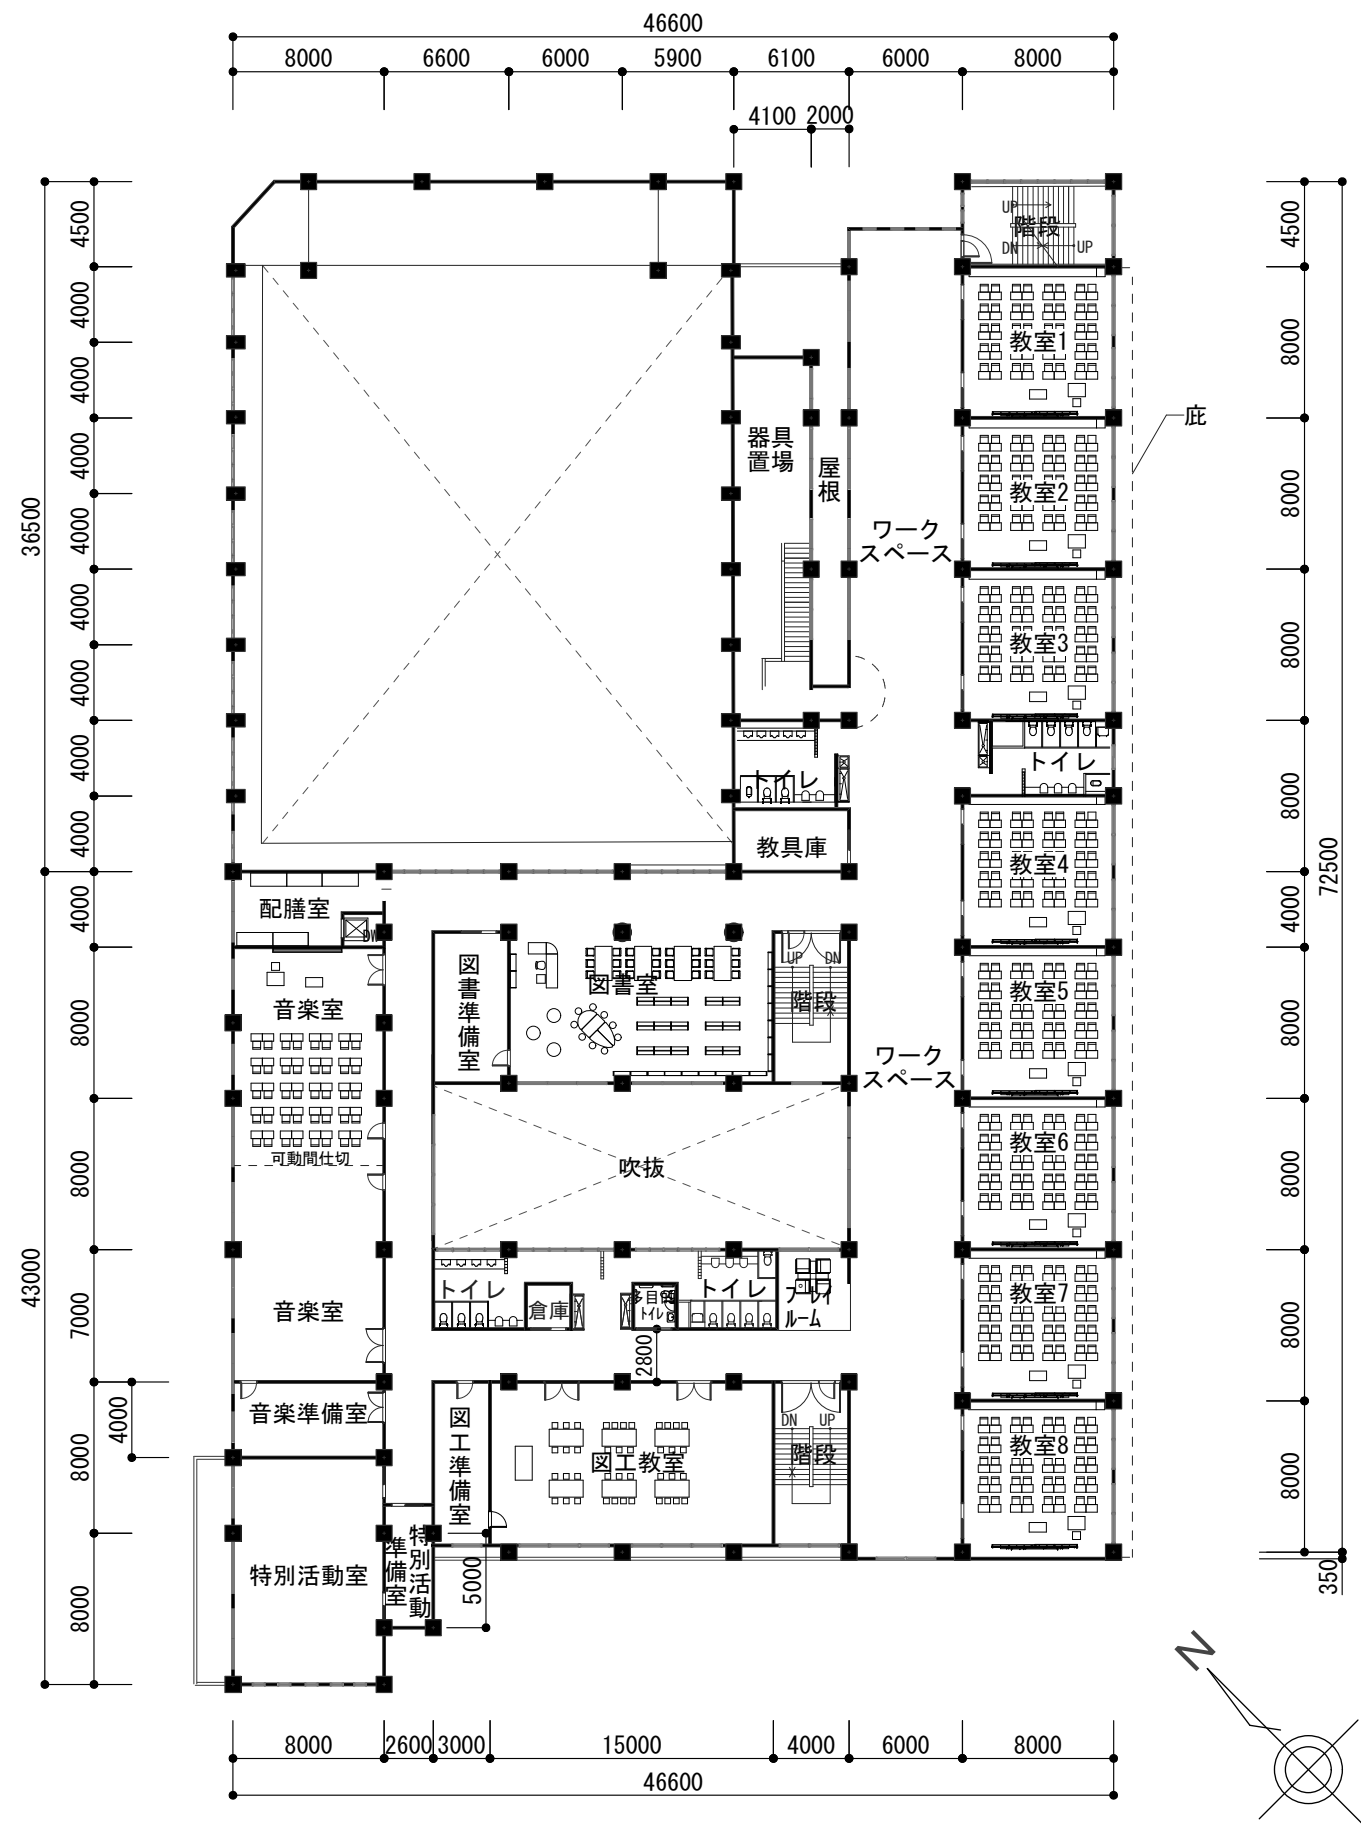 46600
8000 6600 6000 5900 6100 6000 8000
4100 2000
4500
4000
4000
4000
4000
4000
4000
4000
4000
36500
4000
8000
8000
7000
8000
8000
43000
4000
4500
8000
8000
8000
8000
4000
8000
8000
8000
8000
72500
350
UP
階段
DN
UP
教室1
庇
器具
置場
屋根
教室2
ワーク
スペース
教室3
トイレ
トイレ
教具庫
教室4
配膳室
DW
図書準備室
図書室
UP DN
階段
教室5
音楽室
ワーク
スペース
可動間仕切
吹抜
教室6
トイレ
倉庫
多目的
トイレ
トイレ
プレイ
ルーム
教室7
音楽室
2800
音楽準備室
図工準備室
図工教室
DN UP
階段
教室8
特別活動室
特別活動
準備室
5000
N
8000 2600 3000 15000 4000 6000 8000
46600